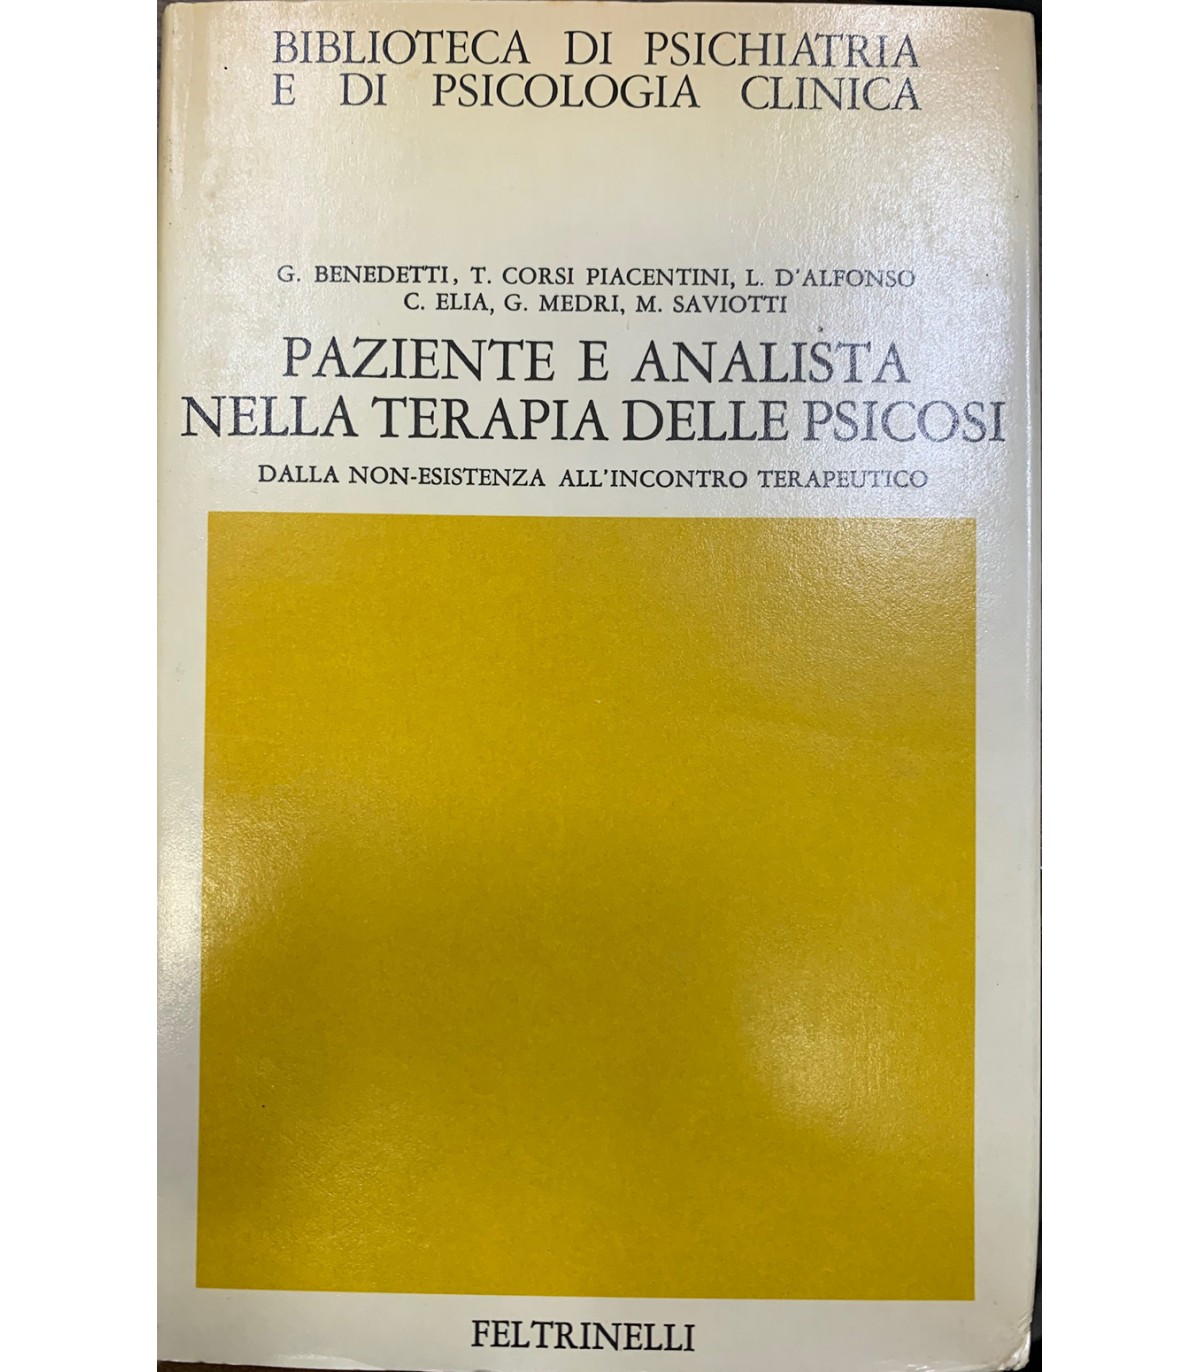 BIBLIOTECA DI PSICHIATRIA
E DI PSICOLOGIA CLINICA
G. BENEDETTI, T. CORSI PIACENTINI, L. D'ALFONSO
C. ELIA, G. MEDRI, M. SAVIOTTI
PAZIENTE E ANALISTA
NELLA TERAPIA DELLE PSICOSI
DALLA NON-ESISTENZA ALL'INCONTRO TERAPEUTICO
FELTRINELLI